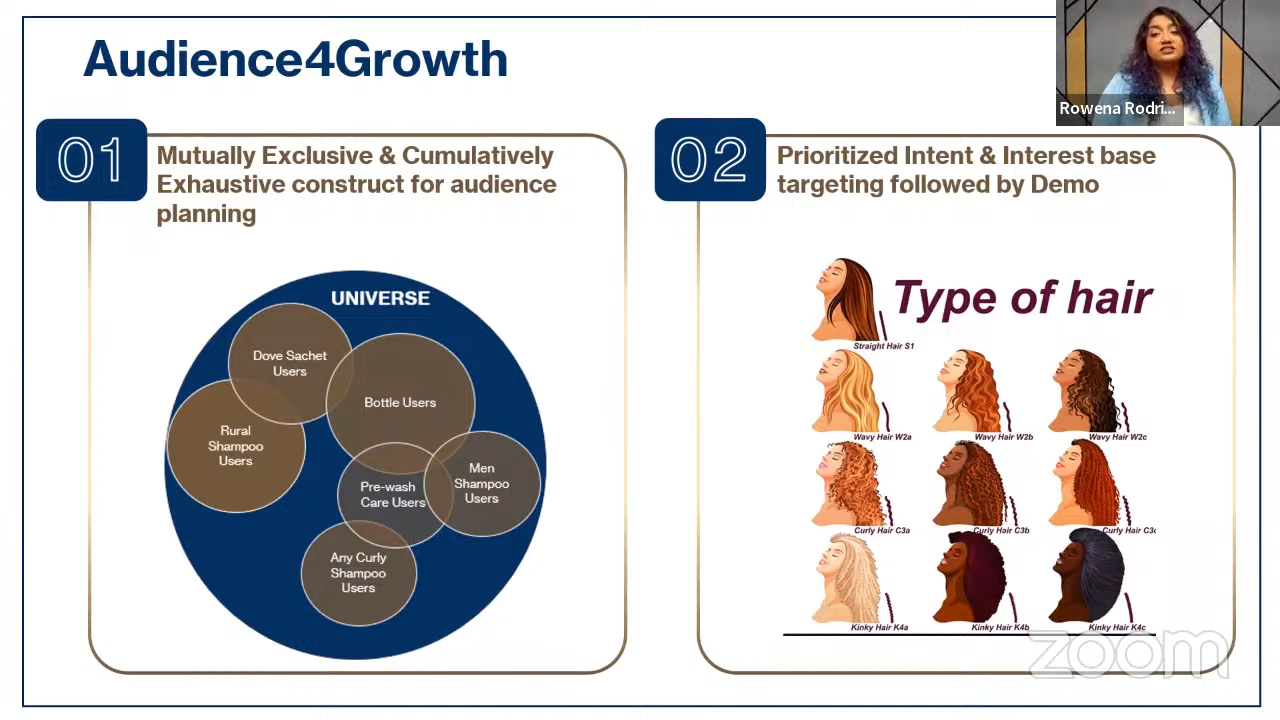 Audience4Growth
Rowena Rodri...
01
Mutually Exclusive & Cumulatively
Exhaustive construct for audience
planning
UNIVERSE
Dove Sachet
Users
Bottle Users
Rural
Shampoo
Users
Men
Shampoo
Users
Pre-wash
Care Users
Any Curly
Shampoo
Users
02
Prioritized Intent & Interest base
targeting followed by Demo
Type of hair
Straight Hair S1
Wavy Hair W2a
Wavy Hair W2b
Wavy Hair W2c
Curly Hair C3a
Curly Hair C3b
Curly Hair C3c
Kinky Hair K4a
Kinky Hair K4b
Kinky Hair K4c
zoom